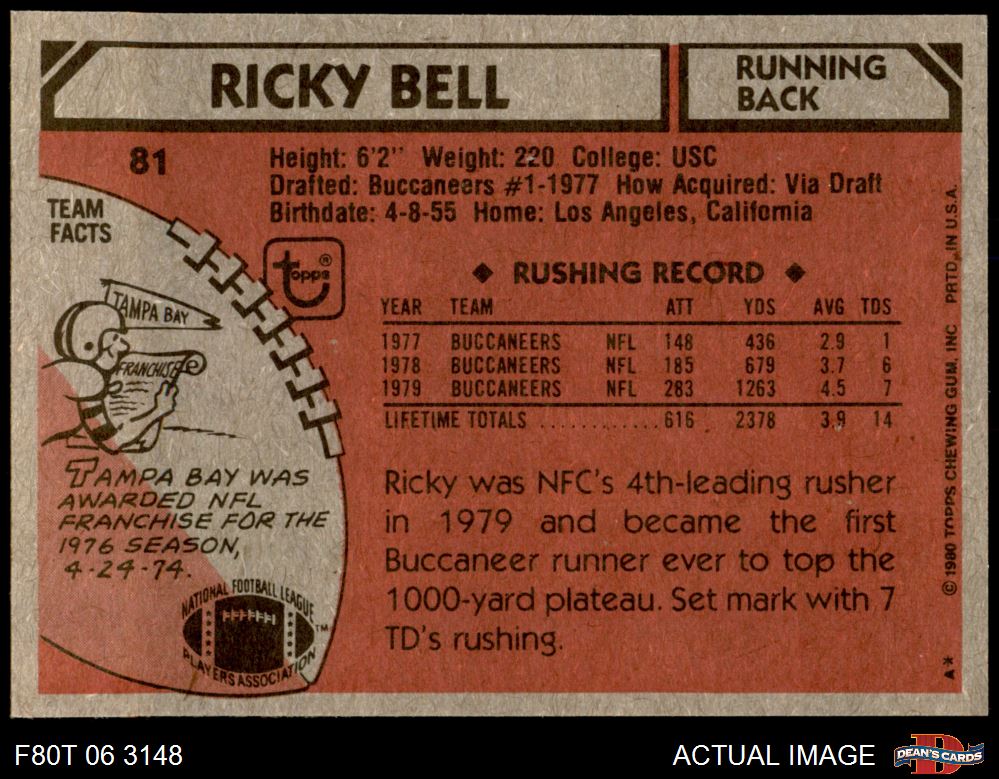 RICKY BELL
RUNNING
BACK
81
Height: 6'2" Weight: 220 College: USC
Drafted: Buccaneers #1-1977 How Acquired: Via Draft
Birthdate: 4-8-55 Home: Los Angeles, California
TEAM
FACTS
topps®
TAMPA BAY
FRANCHISE
TAMPA BAY WAS
AWARDED NFL
FRANCHISE FOR THE
1976 SEASON,
4-24-74.
NATIONAL FOOTBALL LEAGUE
PLAYERS ASSOCIATION
TM
◆ RUSHING RECORD ◆
YEAR TEAM ATT YDS AVG TDS
1977 BUCCANEERS NFL 148 436 2.9 1
1978 BUCCANEERS NFL 185 679 3.7 6
1979 BUCCANEERS NFL 283 1263 4.5 7
LIFETIME TOTALS ............ 616 2378 3.9 14
Ricky was NFC's 4th-leading rusher
in 1979 and became the first
Buccaneer runner ever to top the
1000-yard plateau. Set mark with 7
TD's rushing.
A* ©1980 TOPPS CHEWING GUM, INC PRTD. IN U.S.A.
F80T 06 3148
ACTUAL IMAGE
DEAN'S CARDS